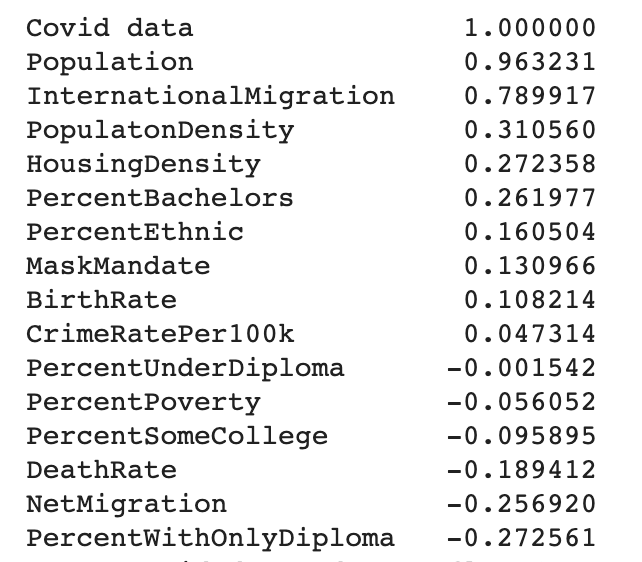 Covid data 1.000000
Population 0.963231
InternationalMigration 0.789917
PopulatonDensity 0.310560
HousingDensity 0.272358
PercentBachelors 0.261977
PercentEthnic 0.160504
MaskMandate 0.130966
BirthRate 0.108214
CrimeRatePer100k 0.047314
PercentUnderDiploma -0.001542
PercentPoverty -0.056052
PercentSomeCollege -0.095895
DeathRate -0.189412
NetMigration -0.256920
PercentWithOnlyDiploma -0.272561